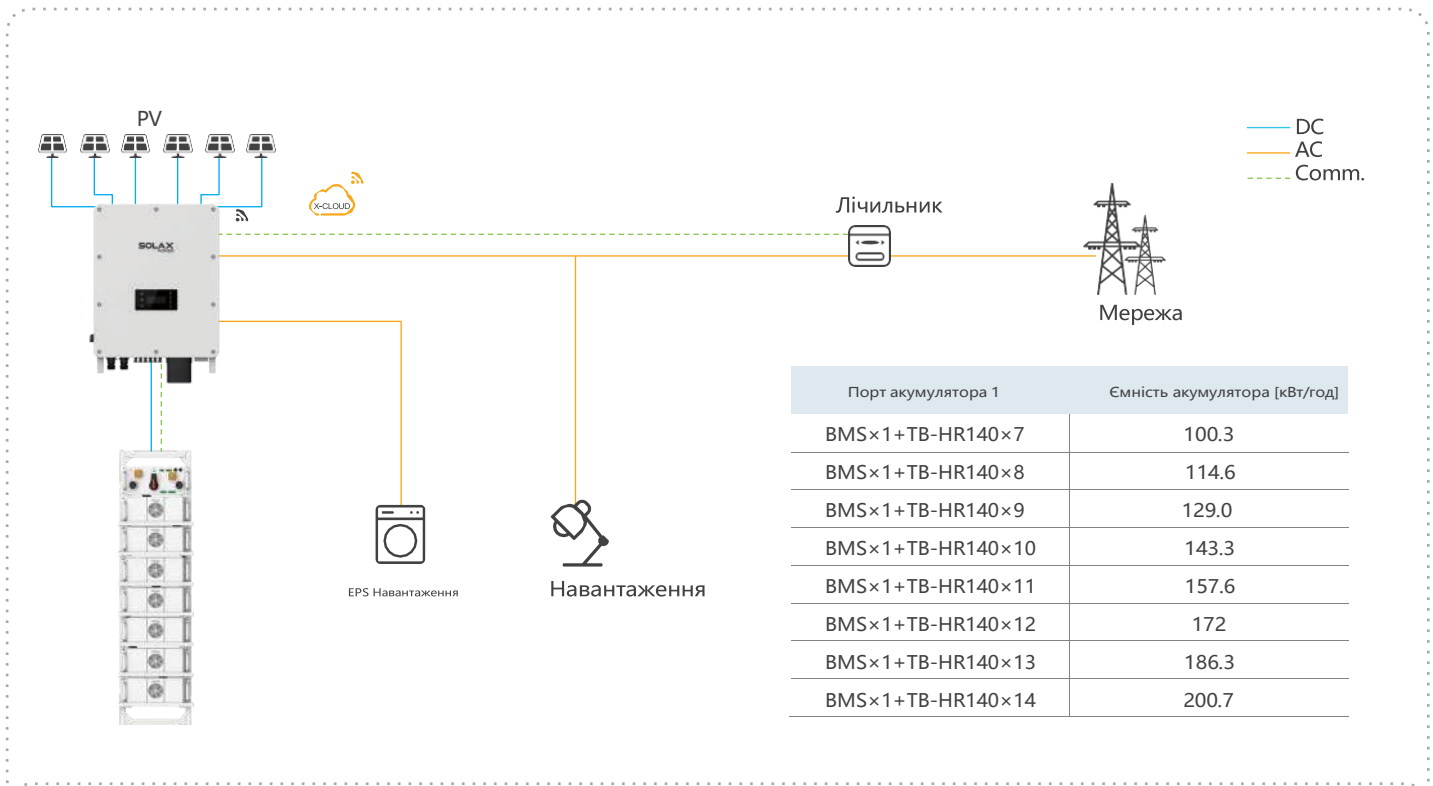 PV
DC
AC
Comm.
X-CLOUD
Лічильник
SOLAX
POWER
Мережа
Порт акумулятора 1 Ємність акумулятора [кВт/год]
BMS×1+TB-HR140×7 100.3
BMS×1+TB-HR140×8 114.6
BMS×1+TB-HR140×9 129.0
BMS×1+TB-HR140×10 143.3
BMS×1+TB-HR140×11 157.6
BMS×1+TB-HR140×12 172
BMS×1+TB-HR140×13 186.3
BMS×1+TB-HR140×14 200.7
EPS Навантаження
Навантаження